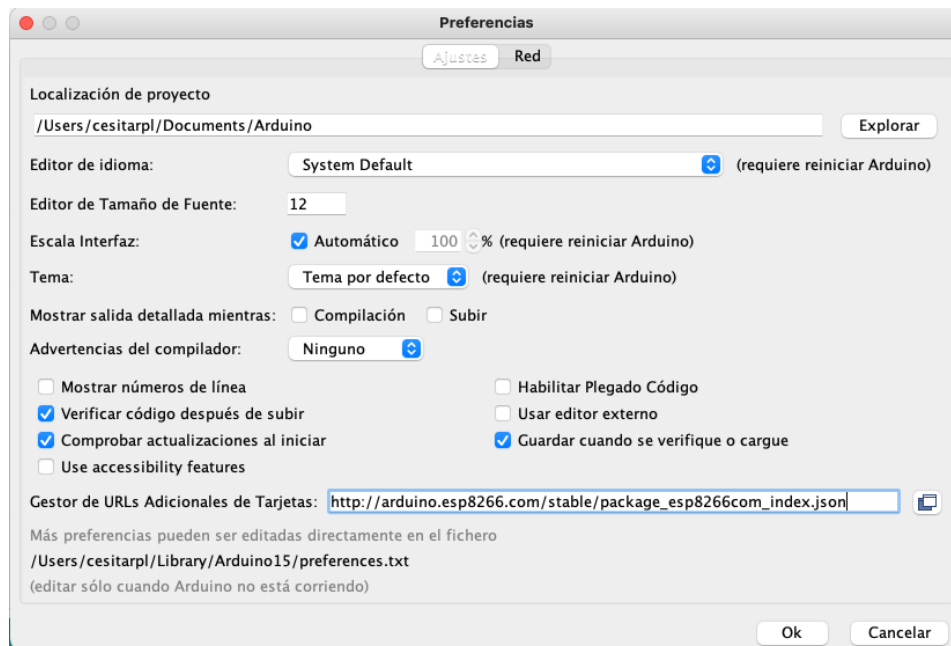 Preferencias
Ajustes Red
Localización de proyecto
/Users/cesitarpl/Documents/Arduino Explorar
Editor de idioma: System Default (requiere reiniciar Arduino)
Editor de Tamaño de Fuente: 12
Escala Interfaz: Automático 100 % (requiere reiniciar Arduino)
Tema: Tema por defecto (requiere reiniciar Arduino)
Mostrar salida detallada mientras: Compilación Subir
Advertencias del compilador: Ninguno
Mostrar números de línea Habilitar Plegado Código
Verificar código después de subir Usar editor externo
Comprobar actualizaciones al iniciar Guardar cuando se verifique o cargue
Use accessibility features
Gestor de URLs Adicionales de Tarjetas: http://arduino.esp8266.com/stable/package_esp8266com_index.json
Más preferencias pueden ser editadas directamente en el fichero
/Users/cesitarpl/Library/Arduino15/preferences.txt
(editar sólo cuando Arduino no está corriendo)
Ok Cancelar